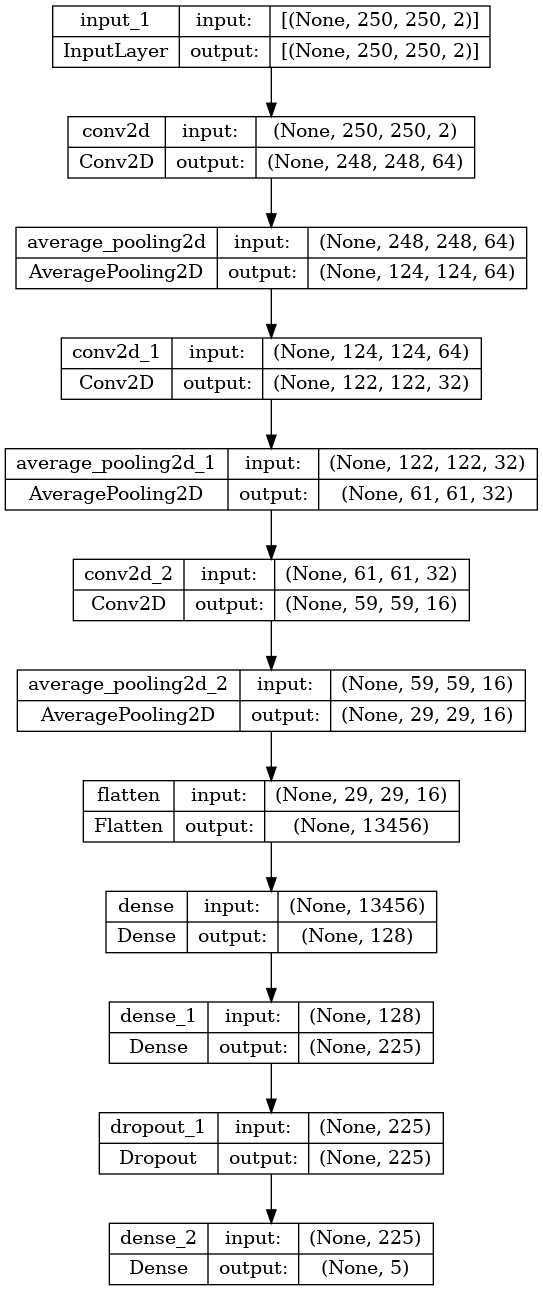 input_1 input: [(None, 250, 250, 2)]
InputLayer output: [(None, 250, 250, 2)]
conv2d input: (None, 250, 250, 2)
Conv2D output: (None, 248, 248, 64)
average_pooling2d input: (None, 248, 248, 64)
AveragePooling2D output: (None, 124, 124, 64)
conv2d_1 input: (None, 124, 124, 64)
Conv2D output: (None, 122, 122, 32)
average_pooling2d_1 input: (None, 122, 122, 32)
AveragePooling2D output: (None, 61, 61, 32)
conv2d_2 input: (None, 61, 61, 32)
Conv2D output: (None, 59, 59, 16)
average_pooling2d_2 input: (None, 59, 59, 16)
AveragePooling2D output: (None, 29, 29, 16)
flatten input: (None, 29, 29, 16)
Flatten output: (None, 13456)
dense input: (None, 13456)
Dense output: (None, 128)
dense_1 input: (None, 128)
Dense output: (None, 225)
dropout_1 input: (None, 225)
Dropout output: (None, 225)
dense_2 input: (None, 225)
Dense output: (None, 5)